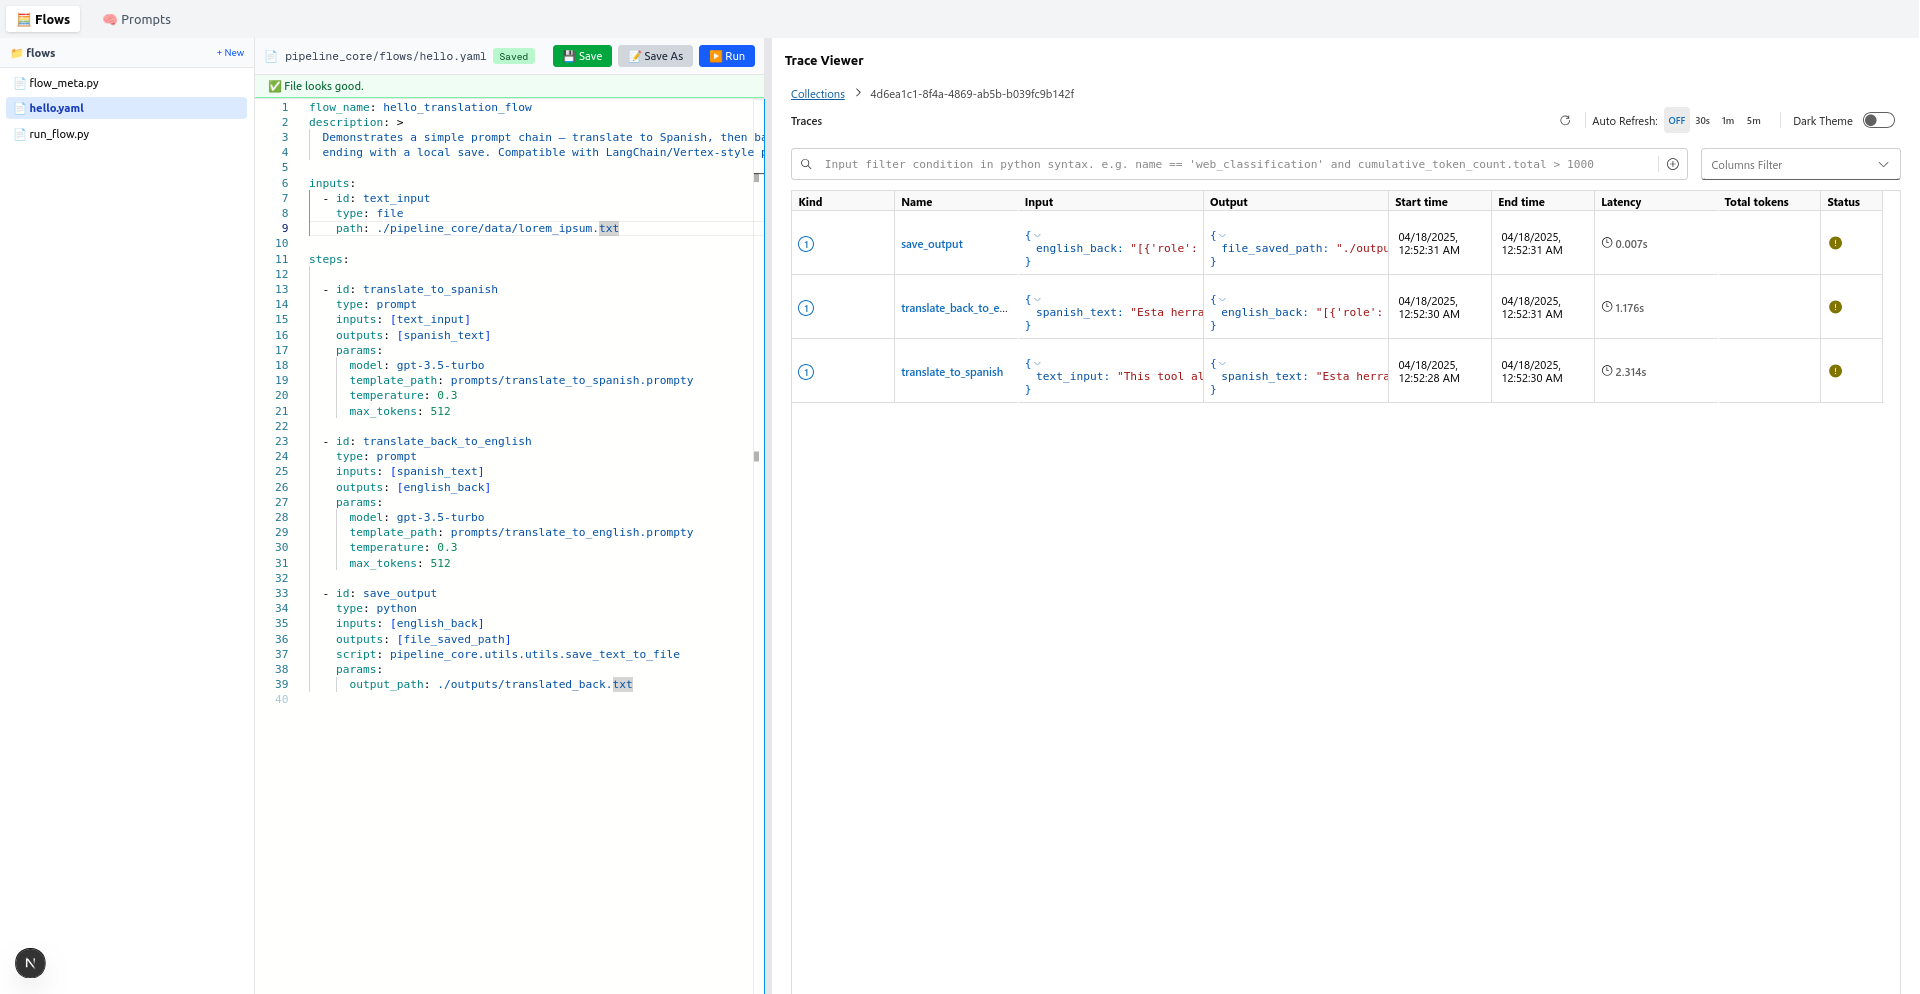 Flows
Prompts
flows
+ New
flow_meta.py
hello.yaml
run_flow.py
pipeline_core/flows/hello.yaml
Saved
Save
Save As
Run
File looks good.
1 flow_name: hello_translation_flow
2 description: >
3 Demonstrates a simple prompt chain — translate to Spanish, then ba
4 ending with a local save. Compatible with LangChain/Vertex-style p
5
6 inputs:
7 - id: text_input
8 type: file
9 path: ./pipeline_core/data/lorem_ipsum.txt
10
11 steps:
12
13 - id: translate_to_spanish
14 type: prompt
15 inputs: [text_input]
16 outputs: [spanish_text]
17 params:
18 model: gpt-3.5-turbo
19 template_path: prompts/translate_to_spanish.prompty
20 temperature: 0.3
21 max_tokens: 512
22
23 - id: translate_back_to_english
24 type: prompt
25 inputs: [spanish_text]
26 outputs: [english_back]
27 params:
28 model: gpt-3.5-turbo
29 template_path: prompts/translate_to_english.prompty
30 temperature: 0.3
31 max_tokens: 512
32
33 - id: save_output
34 type: python
35 inputs: [english_back]
36 outputs: [file_saved_path]
37 script: pipeline_core.utils.utils.save_text_to_file
38 params:
39 output_path: ./outputs/translated_back.txt
40
N
Trace Viewer
Collections > 4d6ea1c1-8f4a-4869-ab5b-b039fc9b142f
Traces
Auto Refresh: OFF 30s 1m 5m
Dark Theme
Input filter condition in python syntax. e.g. name == 'web_classification' and cumulative_token_count.total > 1000
Columns Filter
Kind Name Input Output Start time End time Latency Total tokens Status
1 save_output { english_back: "[{'role': } { file_saved_path: "./outpu } 04/18/2025, 12:52:31 AM 04/18/2025, 12:52:31 AM 0.007s !
1 translate_back_to_e... { spanish_text: "Esta herra } { english_back: "[{'role': } 04/18/2025, 12:52:30 AM 04/18/2025, 12:52:31 AM 1.176s !
1 translate_to_spanish { text_input: "This tool al } { spanish_text: "Esta herra } 04/18/2025, 12:52:28 AM 04/18/2025, 12:52:30 AM 2.314s !